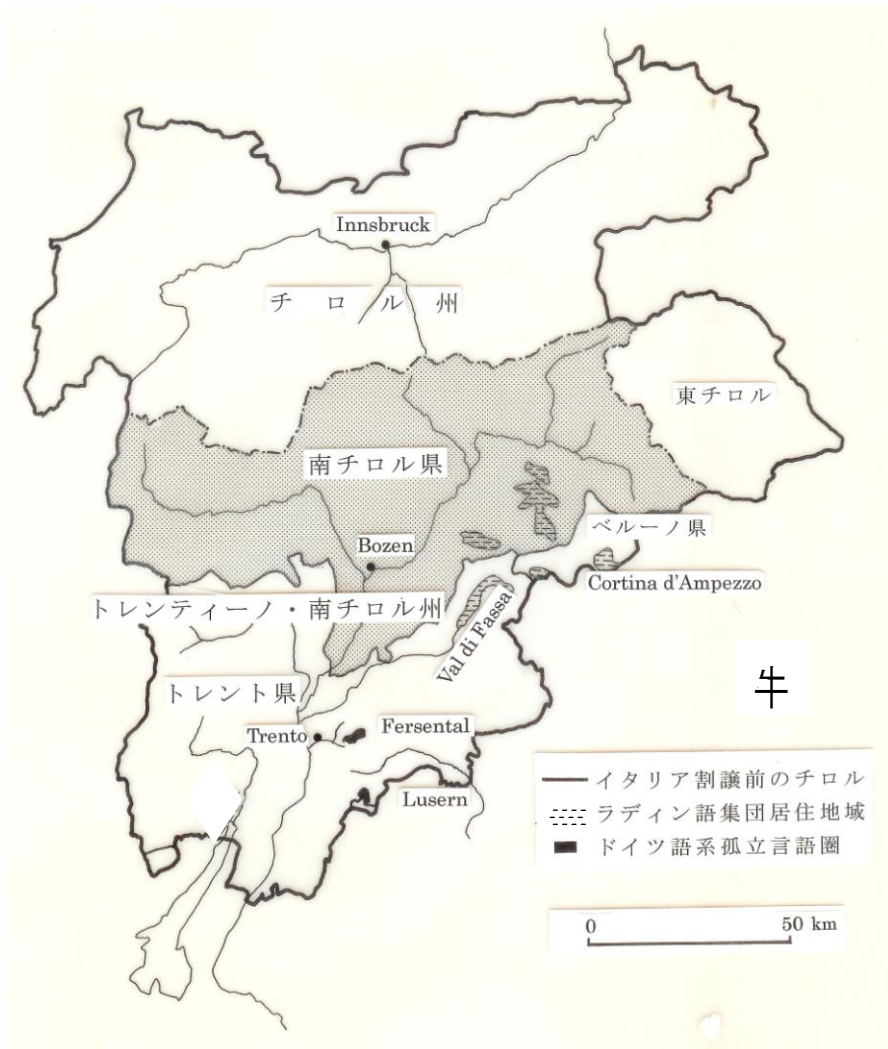 Innsbruck
チロル州
東チロル
南チロル県
ベルーノ県
Bozen
Cortina d'Ampezzo
トレンティーノ・南チロル州
Val di Fassa
トレント県
Trento
Fersental
Lusern
イタリア割譲前のチロル
ラディン語集団居住地域
ドイツ語系孤立言語圏
0 50 km